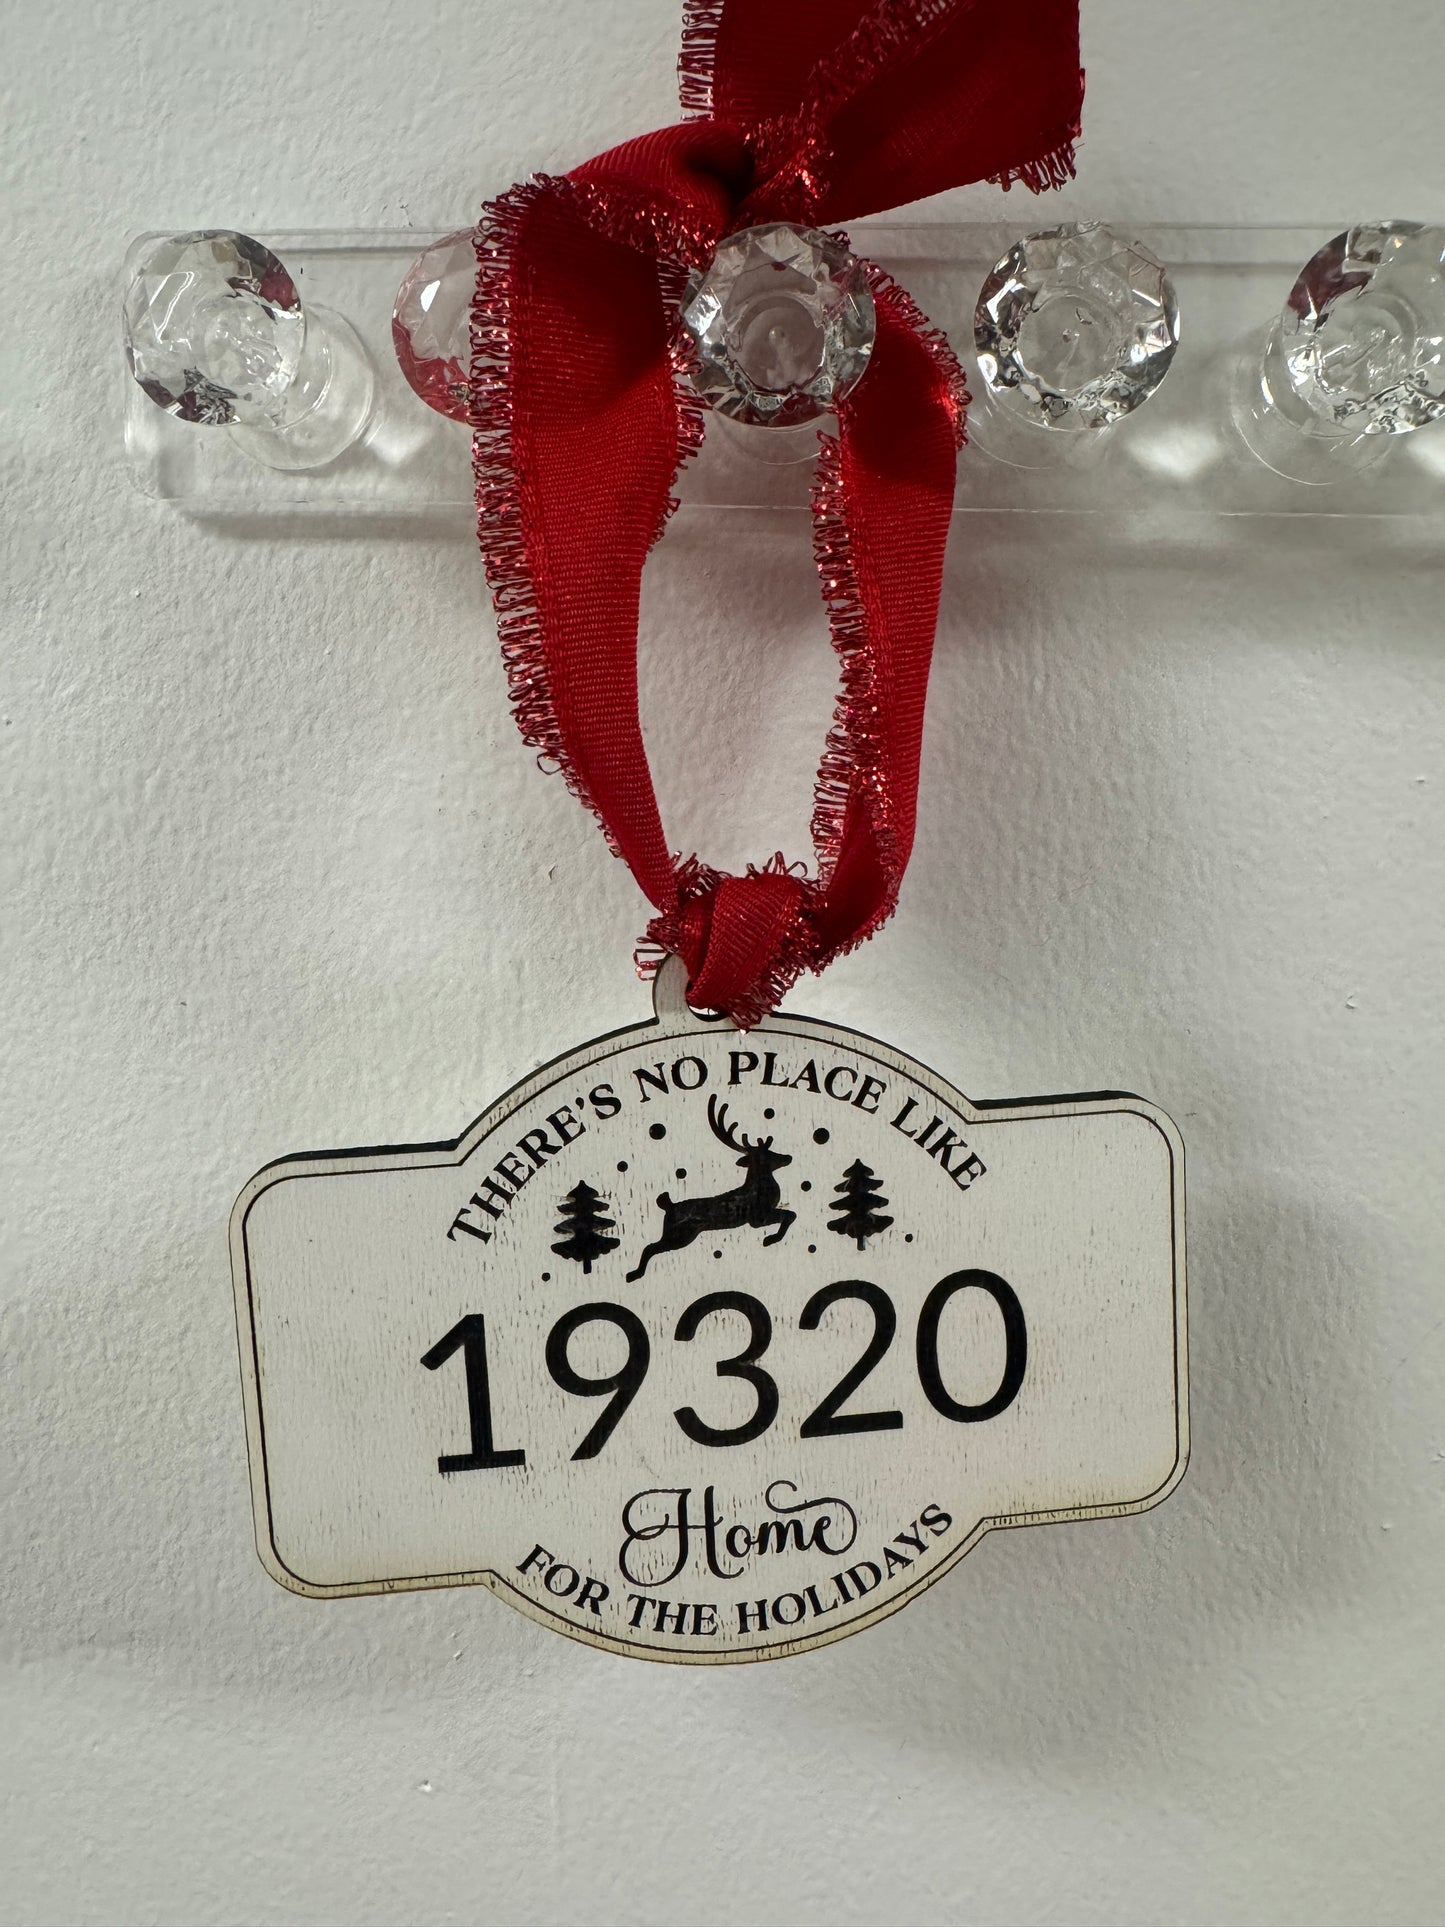 THERE'S NO PLACE LIKE
19320
Home
FOR THE HOLIDAYS